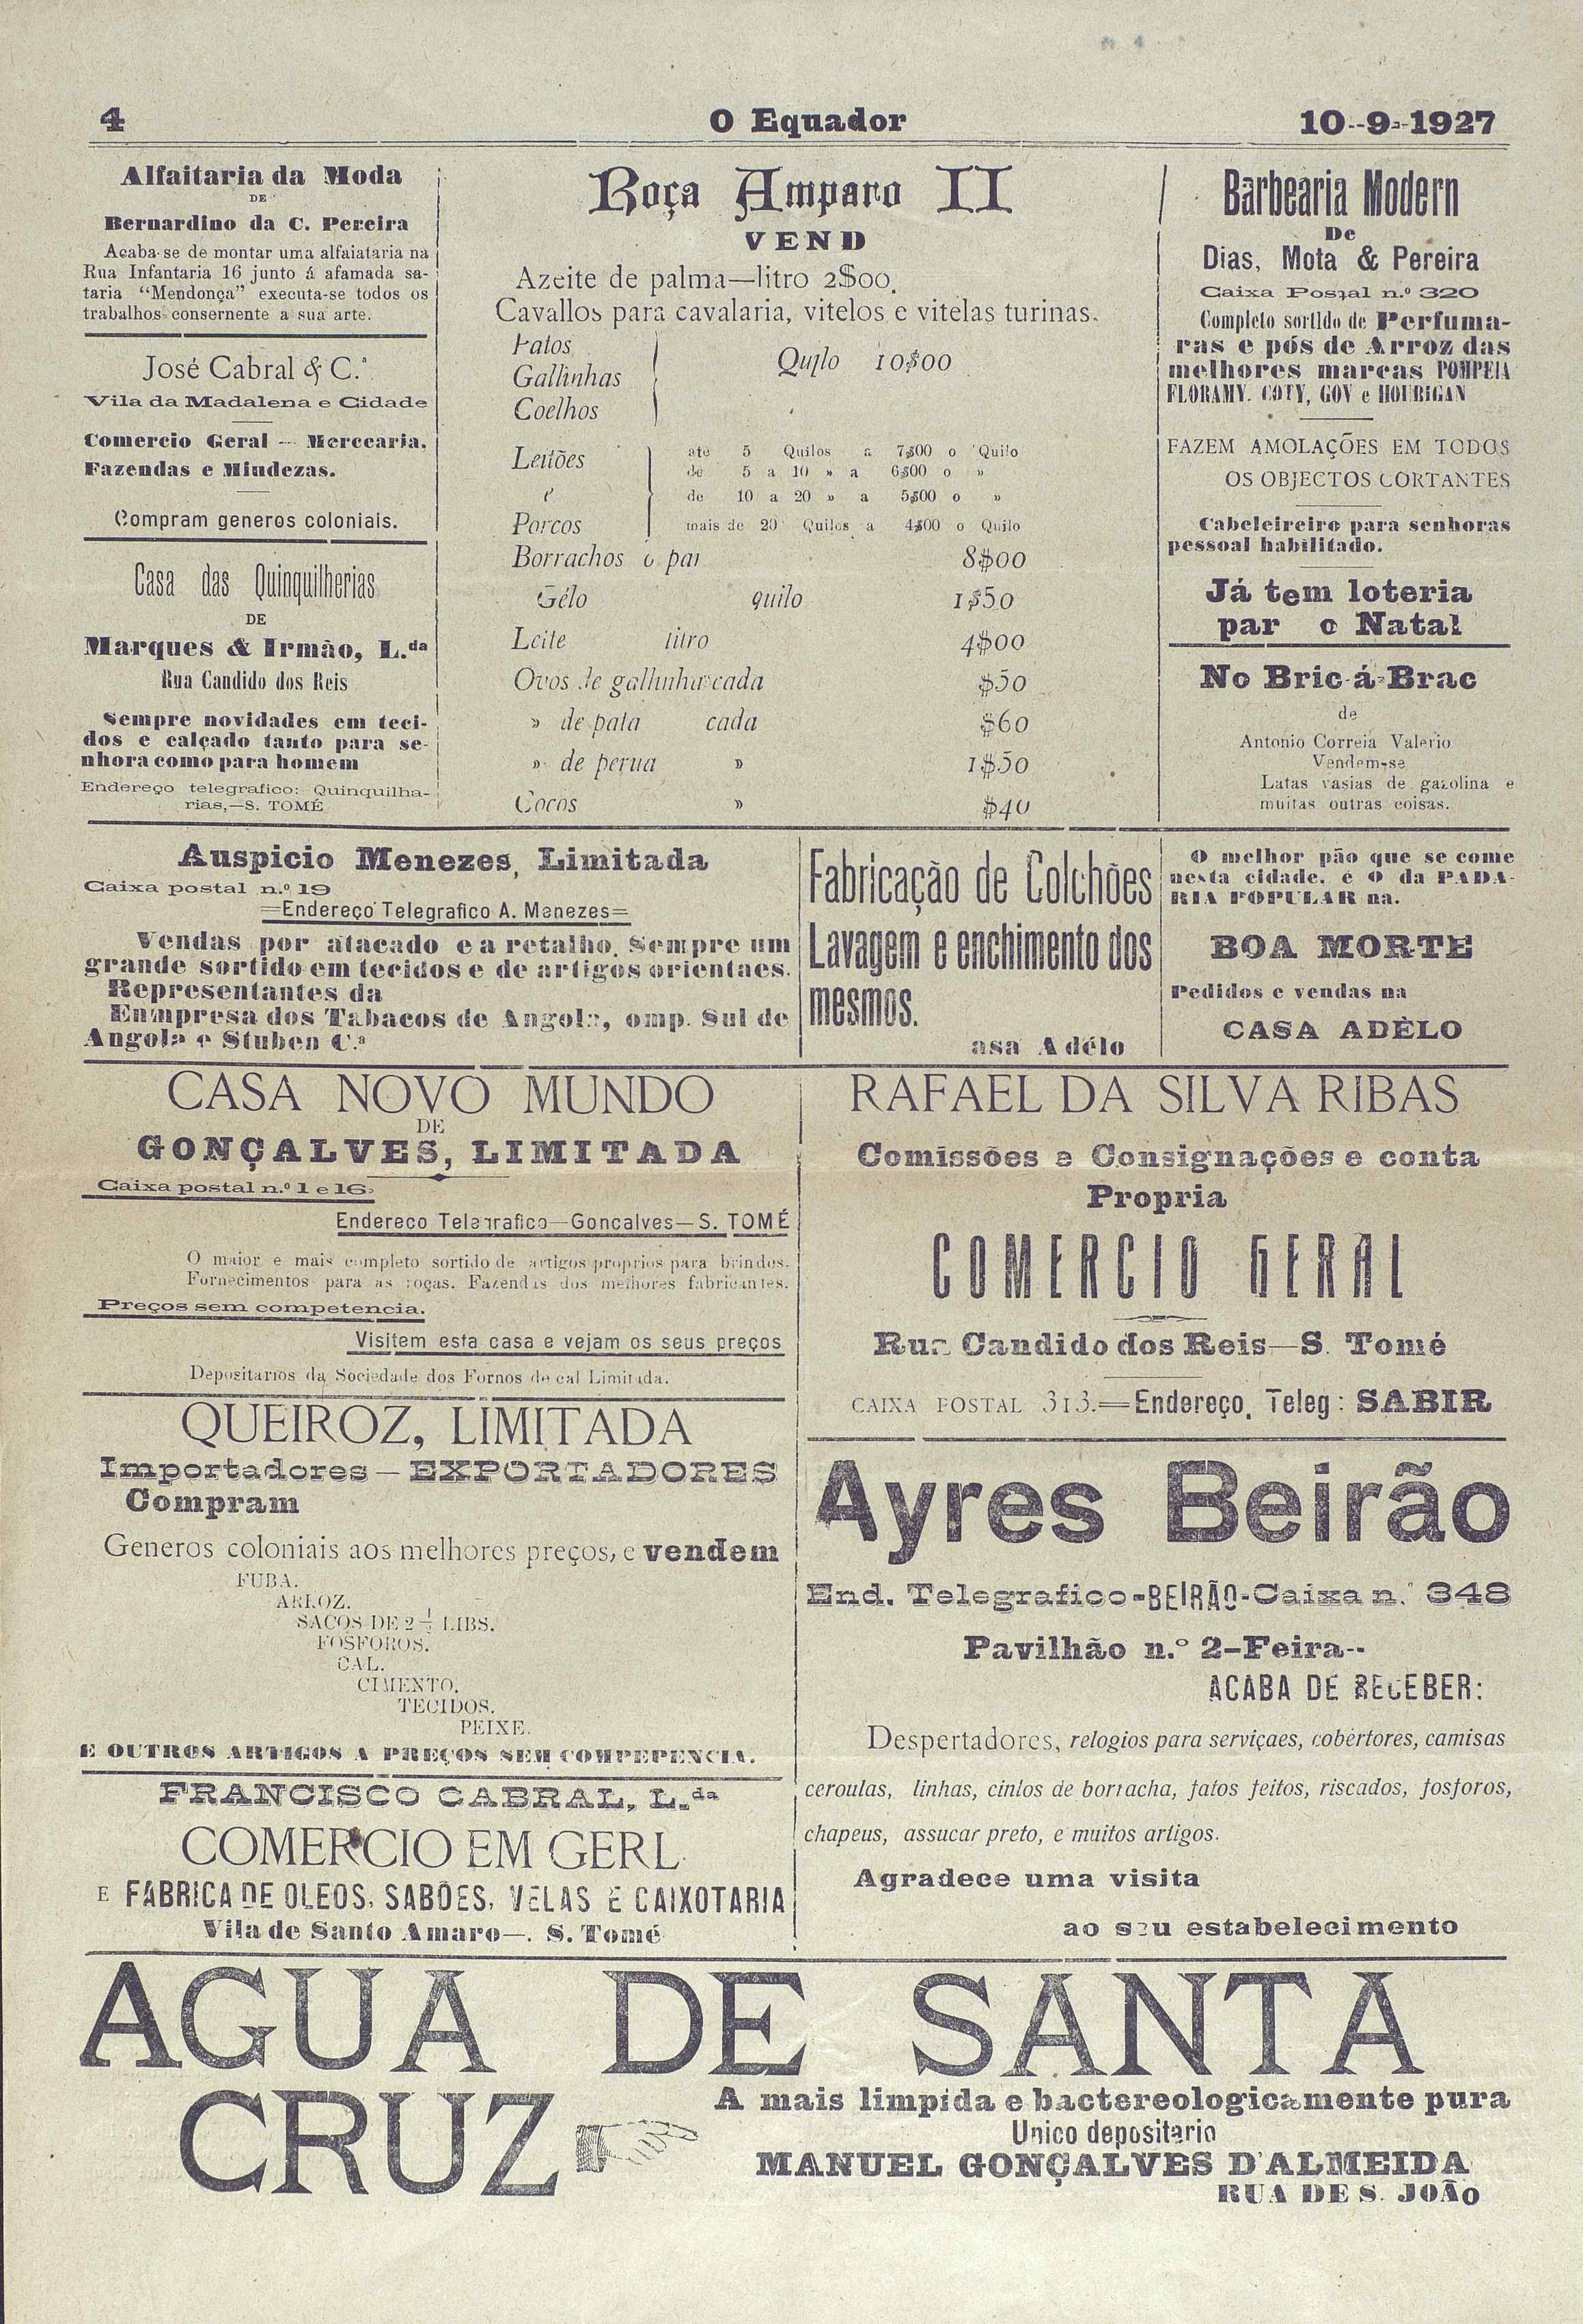 4
O Equador
10--9--1927
Alfaitaria da Moda
DE
Bernardino da C. Pereira
Acaba-se de montar uma alfaiataria na
Rua Infantaria 16 junto á afamada sa-
taria “Mendonça” executa-se todos os
trabalhos consernente a sua arte.
José Cabral & C.ª
Vila da Madalena e Cidade
Comercio Geral — Mercearia.
Fazendas e Miudezas.
Compram generos coloniais.
Casa das Quinquilherias
DE
Marques & Irmão, L.da
Rua Candido dos Reis
Sempre novidades em teci-
dos e calçado tanto para se-
nhora como para homem
Endereço telegrafico: Quinquilha-
rias,—S. TOMÉ
Roça Amparo II
VEND
Azeite de palma—litro 2$00.
Cavallos para cavalaria, vitelos e vitelas turinas.
Patos
Gallinhas
Coelhos
Quilo 10$00
Leitões
e
Porcos
até 5 Quilos a 7$00 o Quilo
de 5 a 10 » a 6$00 o »
de 10 a 20 » a 5$00 o »
mais de 20 Quilos a 4$00 o Quilo
Borrachos o par 8$00
Gêlo quilo 1$50
Leite litro 4$00
Ovos de gallinha cada $50
» de pata cada $60
» de perua » 1$50
Cocos » $40
Barbearia Modern
De
Dias, Mota & Pereira
Caixa Postal n.º 320
Completo sortido de Perfuma-
ras e pós de Arroz das
melhores marcas POMPEIA
FLORAMY. COTY, GOY e HOUBIGAN
FAZEM AMOLAÇÕES EM TODOS
OS OBJECTOS CORTANTES
Cabeleireiro para senhoras
pessoal habilitado.
Já tem loteria
par o Natal
No Bric-á-Brac
de
Antonio Correia Valerio
Vendem-se
Latas vasias de gazolina e
muitas outras coisas.
Auspicio Menezes, Limitada
Caixa postal n.º 19
=Endereço Telegrafico A. Menezes=
Vendas por atacado e a retalho. Sempre um
grande sortido em tecidos e de artigos orientaes.
Representantes da
Enmpresa dos Tabacos de Angola, omp. Sul de
Angola e Stuben C.ª
Fabricação de Colchões
Lavagem e enchimento dos
mesmos.
asa Adélo
O melhor pão que se come
nesta cidade. é o da PADA-
RIA POPULAR na.
BOA MORTE
Pedidos e vendas na
CASA ADÈLO
CASA NOVO MUNDO
DE
GONÇALVES, LIMITADA
Caixa postal n.º 1 e 16
Endereco Telegrafico—Goncalves—S. TOMÉ
O maior e mais completo sortido de artigos proprios para brindes.
Fornecimentos para as roças. Fazendas dos melhores fabricantes.
Preços sem competencia.
Visitem esta casa e vejam os seus preços
Depositarios da Sociedade dos Fornos de cal Limitada.
RAFAEL DA SILVA RIBAS
Comissões e Consignações e conta
Propria
COMERCIO GERAL
Rua Candido dos Reis—S. Tomé
CAIXA POSTAL 313.=Endereço, Teleg: SABIR
QUEIROZ, LIMITADA
Importadores — EXPORTADORES
Compram
Generos coloniais aos melhores preços, e vendem
FUBA.
ARROZ.
SACOS DE 2 ½ LIBS.
FOSFOROS.
CAL.
CIMENTO.
TECIDOS.
PEIXE.
E OUTROS ARTIGOS A PREÇOS SEM COMPEPENCIA.
Ayres Beirão
End. Telegrafico-BEIRÃO-Caixa n.º 348
Pavilhão n.º 2-Feira--
ACABA DE RECEBER:
Despertadores, relogios para serviçaes, cobertores, camisas
ceroulas, linhas, cintos de borracha, fatos feitos, riscados, fosforos,
chapeus, assucar preto, e muitos artigos.
Agradece uma visita
ao seu estabelecimento
FRANCISCO CABRAL, L.da
COMERCIO EM GERL
E FABRICA DE OLEOS, SABÕES, VELAS E CAIXOTARIA
Vila de Santo Amaro—. S. Tomé
AGUA DE SANTA
CRUZ
A mais limpida e bactereologicamente pura
Unico depositario
MANUEL GONÇALVES D'ALMEIDA
RUA DE S. JOÃO